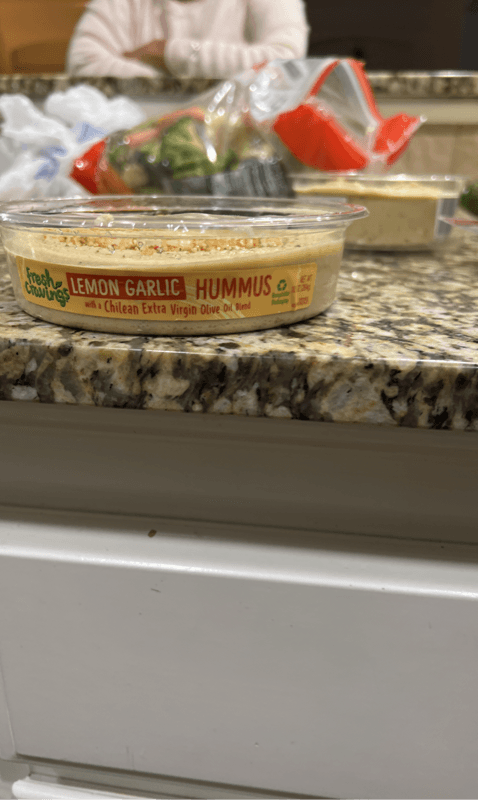 Fresh
Cravings
LEMON GARLIC HUMMUS
with a Chilean Extra Virgin Olive Oil Blend